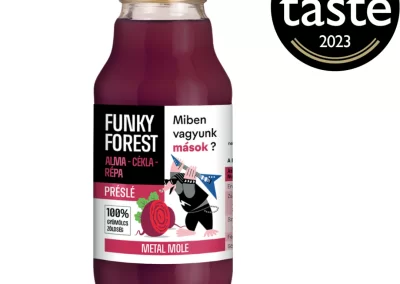 taste
2023
FUNKY
FOREST
ALMA - CÉKLA -
RÉPA
PRÉSLÉ
100%
GYÜMÖLCS
ZÖLDSÉG
Miben
vagyunk
mások ?
METAL MOLE